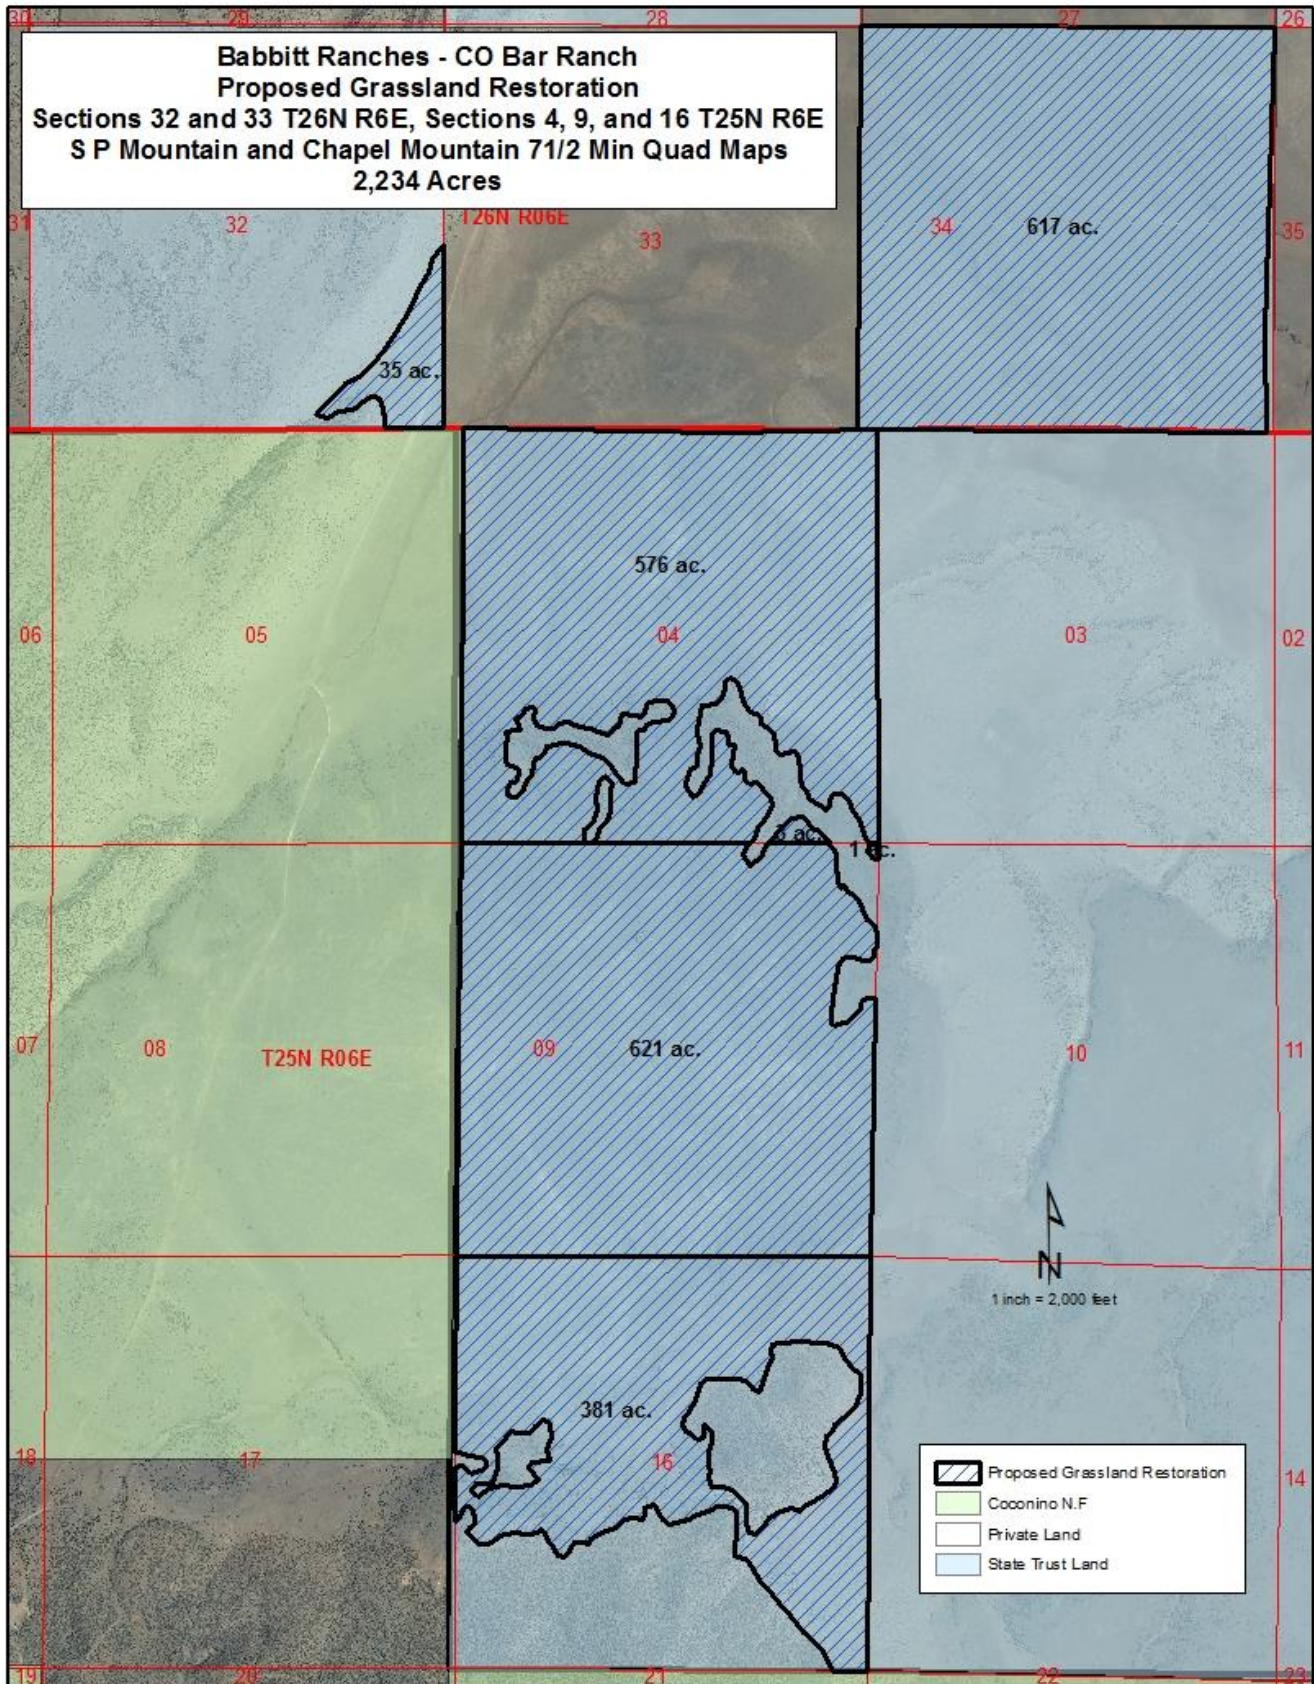 30
29
28
27
26
Babbitt Ranches - CO Bar Ranch
Proposed Grassland Restoration
Sections 32 and 33 T26N R6E, Sections 4, 9, and 16 T25N R6E
S P Mountain and Chapel Mountain 71/2 Min Quad Maps
2,234 Acres
31
32
T26N R06E
33
34
617 ac.
35
35 ac.
576 ac.
06
05
04
03
02
3 ac.
1 ac.
07
08
T25N R06E
09
621 ac.
10
11
N
1 inch = 2,000 feet
381 ac.
18
17
16
14
Proposed Grassland Restoration
Coconino N.F
Private Land
State Trust Land
19
20
21
22
23